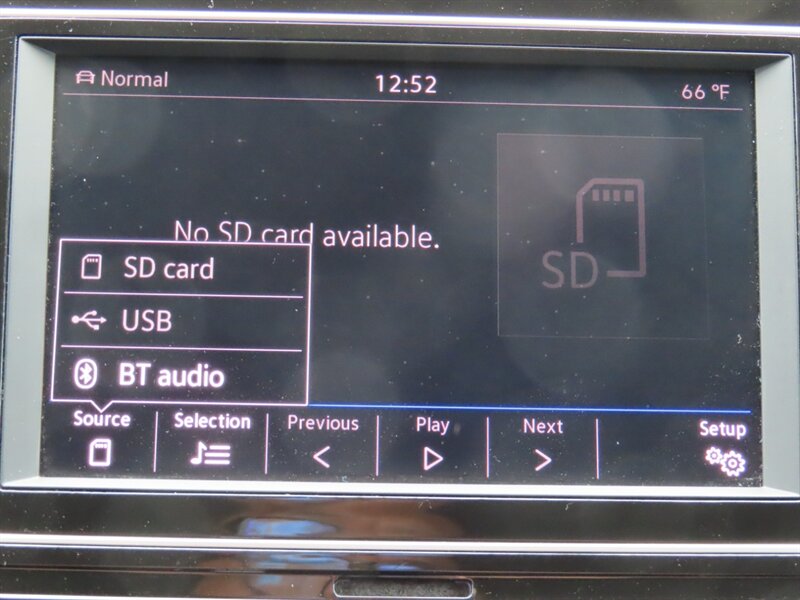 Normal
12:52
66 °F
No SD card available.
SD
SD card
USB
BT audio
Source
Selection
Previous
Play
Next
Setup